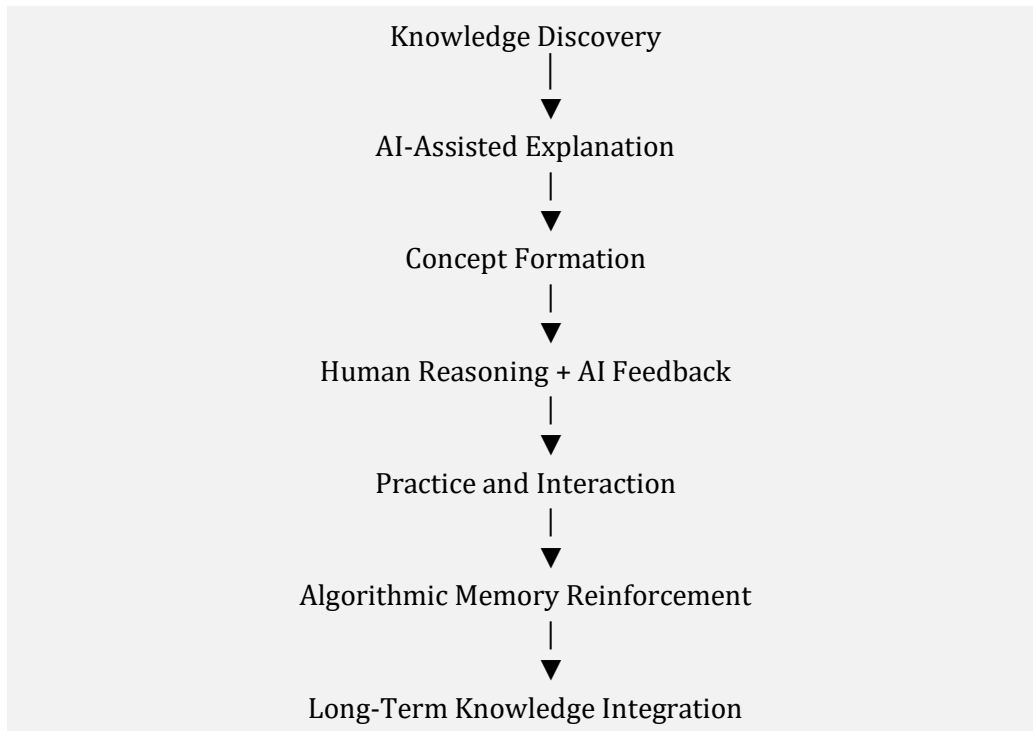 Knowledge Discovery
AI-Assisted Explanation
Concept Formation
Human Reasoning + AI Feedback
Practice and Interaction
Algorithmic Memory Reinforcement
Long-Term Knowledge Integration